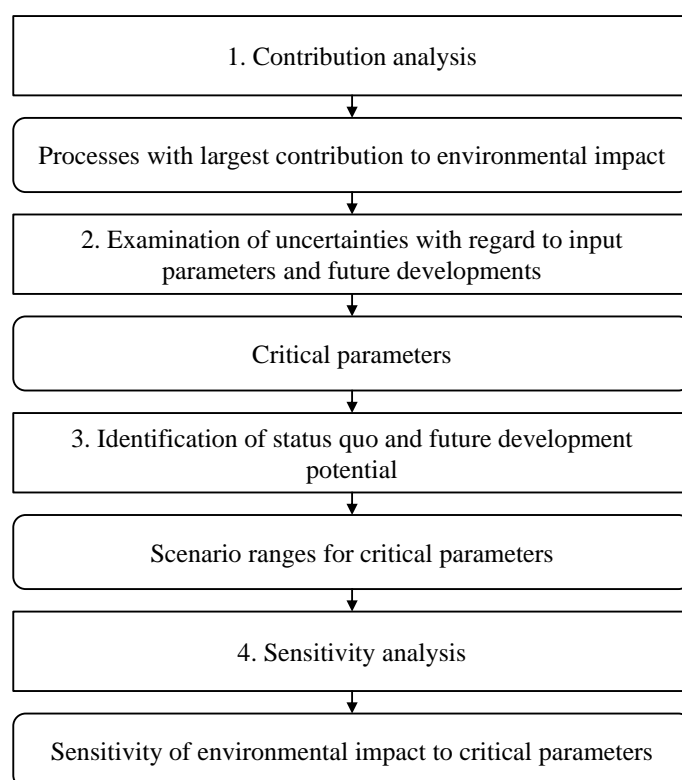 1. Contribution analysis
Processes with largest contribution to environmental impact
2. Examination of uncertainties with regard to input
parameters and future developments
Critical parameters
3. Identification of status quo and future development
potential
Scenario ranges for critical parameters
4. Sensitivity analysis
Sensitivity of environmental impact to critical parameters